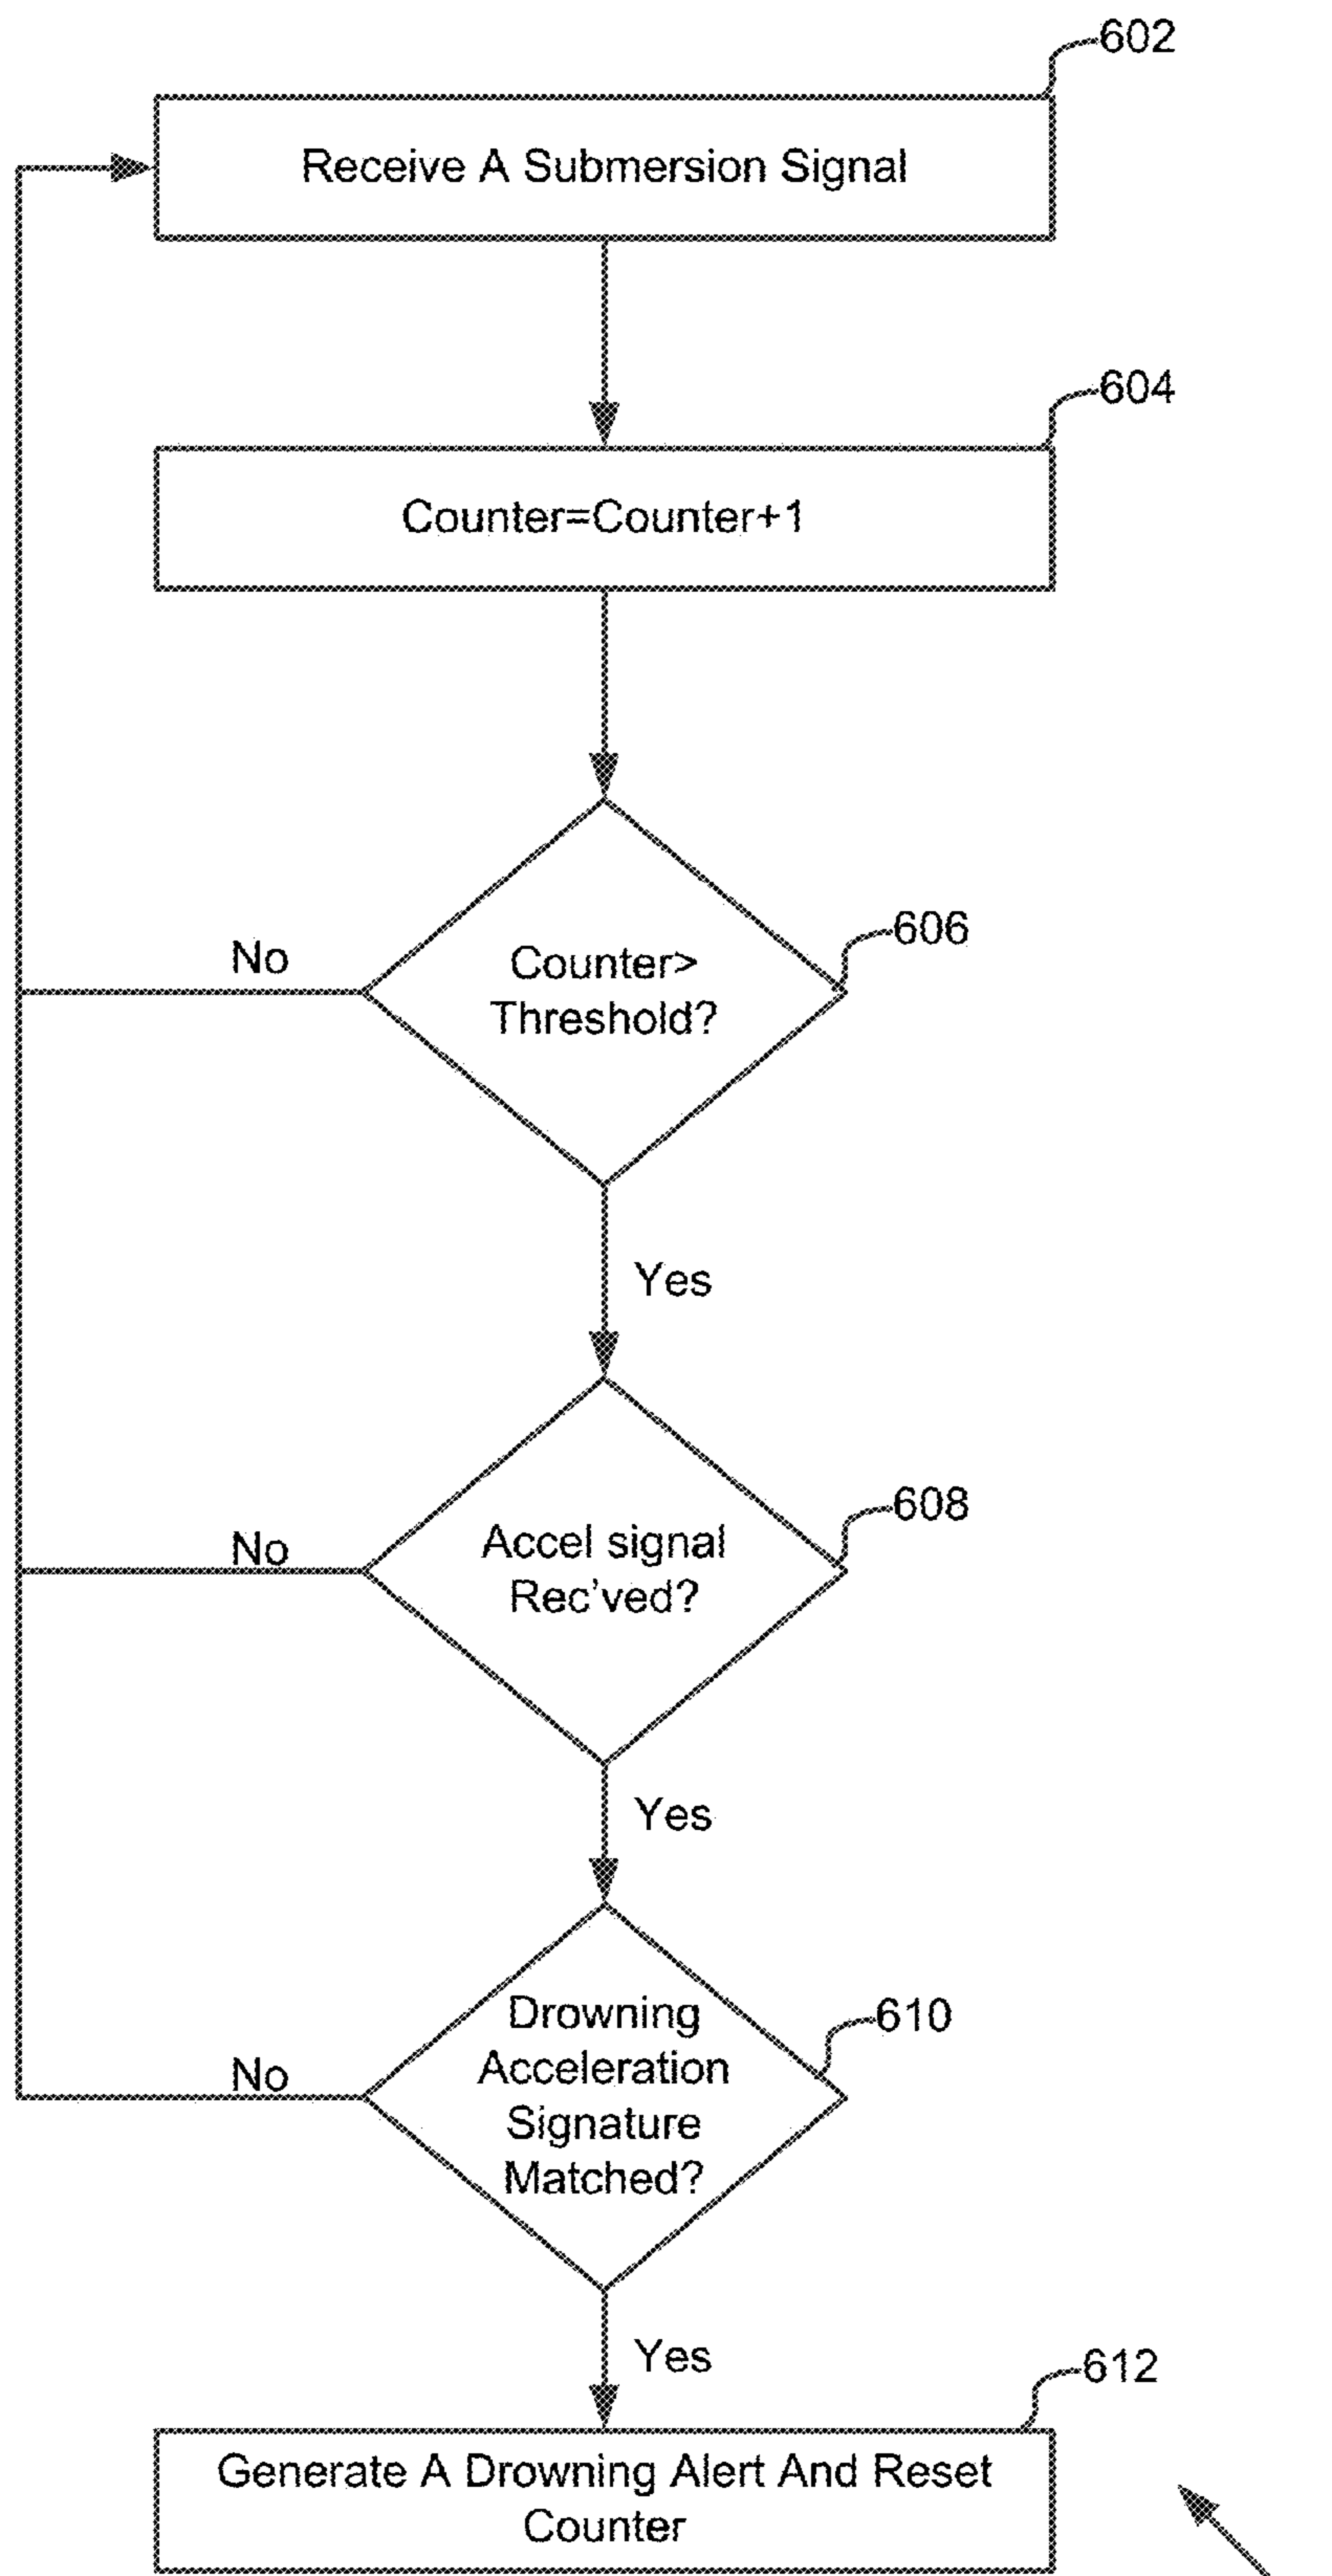 602
Receive A Submersion Signal
604
Counter=Counter+1
606
Counter>
Threshold?
No
Yes
608
Accel signal
Rec'ved?
No
Yes
610
Drowning
Acceleration
Signature
Matched?
No
Yes
612
Generate A Drowning Alert And Reset
Counter